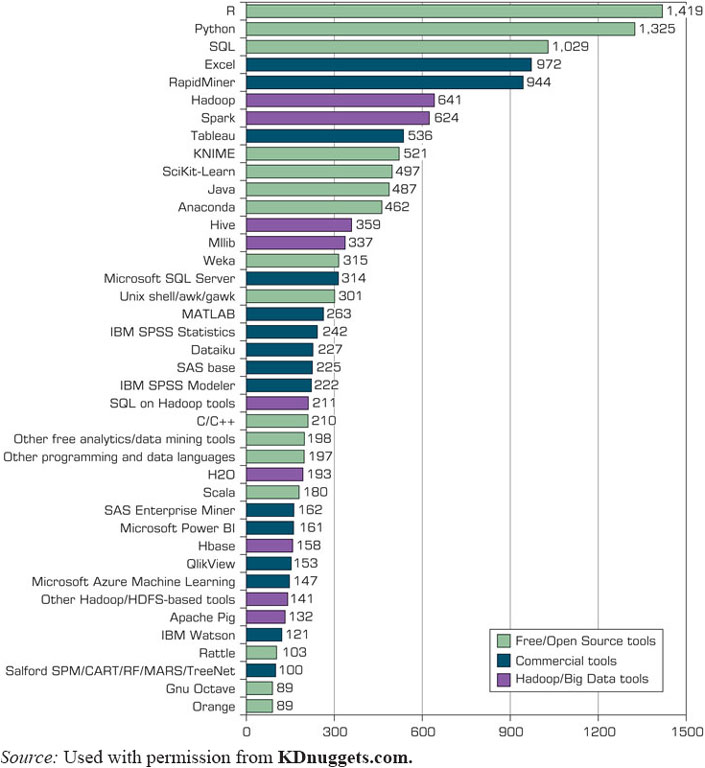 R 1,419
Python 1,325
SQL 1,029
Excel 972
RapidMiner 944
Hadoop 641
Spark 624
Tableau 536
KNIME 521
SciKit-Learn 497
Java 487
Anaconda 462
Hive 359
Mllib 337
Weka 315
Microsoft SQL Server 314
Unix shell/awk/gawk 301
MATLAB 263
IBM SPSS Statistics 242
Dataiku 227
SAS base 225
IBM SPSS Modeler 222
SQL on Hadoop tools 211
C/C++ 210
Other free analytics/data mining tools 198
Other programming and data languages 197
H2O 193
Scala 180
SAS Enterprise Miner 162
Microsoft Power BI 161
Hbase 158
QlikView 153
Microsoft Azure Machine Learning 147
Other Hadoop/HDFS-based tools 141
Apache Pig 132
IBM Watson 121
Rattle 103
Salford SPM/CART/RF/MARS/TreeNet 100
Gnu Octave 89
Orange 89
Free/Open Source tools
Commercial tools
Hadoop/Big Data tools
0 300 600 900 1200 1500
Source: Used with permission from KDnuggets.com.